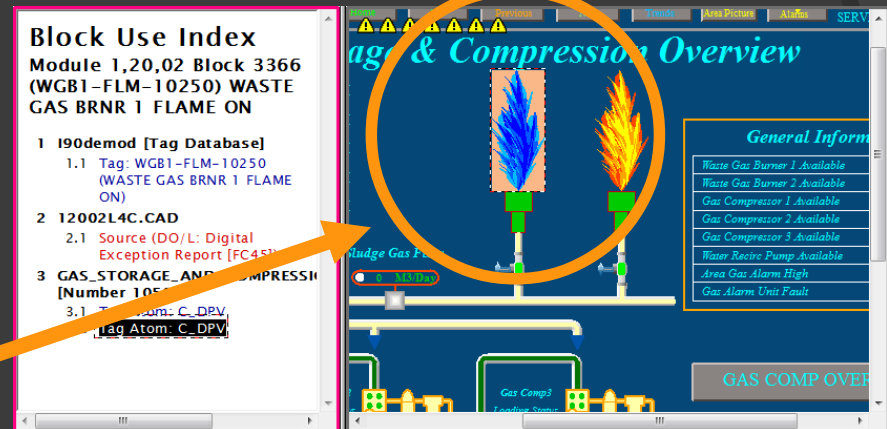 Block Use Index
Module 1,20,02 Block 3366
(WGB1-FLM-10250) WASTE
GAS BRNR 1 FLAME ON
1 I90demod [Tag Database]
1.1 Tag: WGB1-FLM-10250
(WASTE GAS BRNR 1 FLAME
ON)
2 12002L4C.CAD
2.1 Source (DO/L: Digital
Exception Report [FC45])
3 GAS_STORAGE_AND
[Number
3.1 Atom: C_DPV
Tag Atom: C_DPV
Home Previous Trends Area Picture Alarms SERV
age & Compression Overview
General Inform
Waste Gas Burner 1 Available
Waste Gas Burner 2 Available
Gas Compressor 1 Available
Gas Compressor 2 Available
Gas Compressor 3 Available
Water Recirc Pump Available
Area Gas Alarm High
Gas Alarm Unit Fault
Sludge Gas
0 M3/Day
GAS COMP OVER
Gas Comp3
Loading Status